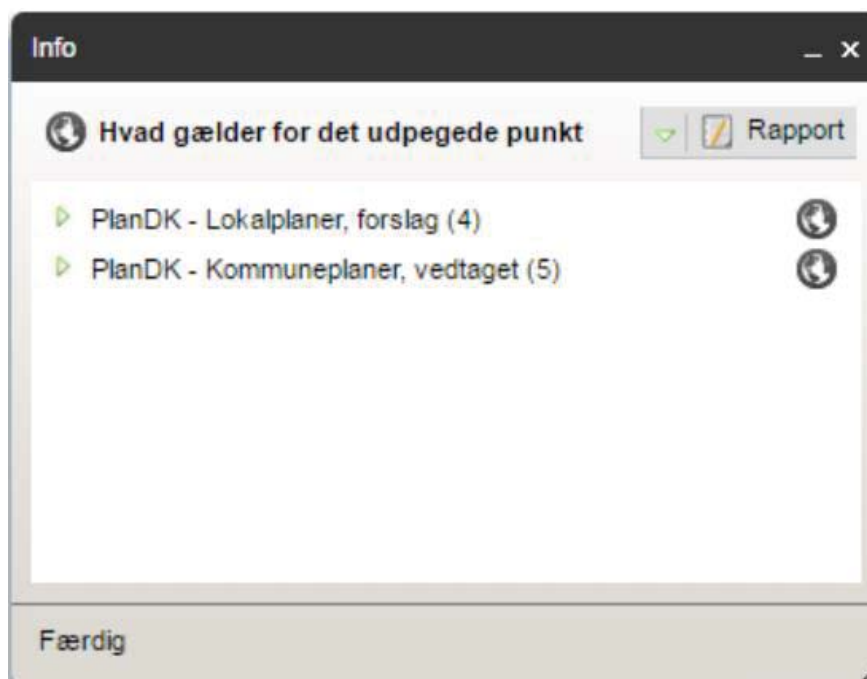 Info
Hvad gælder for det udpegede punkt
Rapport
PlanDK - Lokalplaner, forslag (4)
PlanDK - Kommuneplaner, vedtaget (5)
Færdig